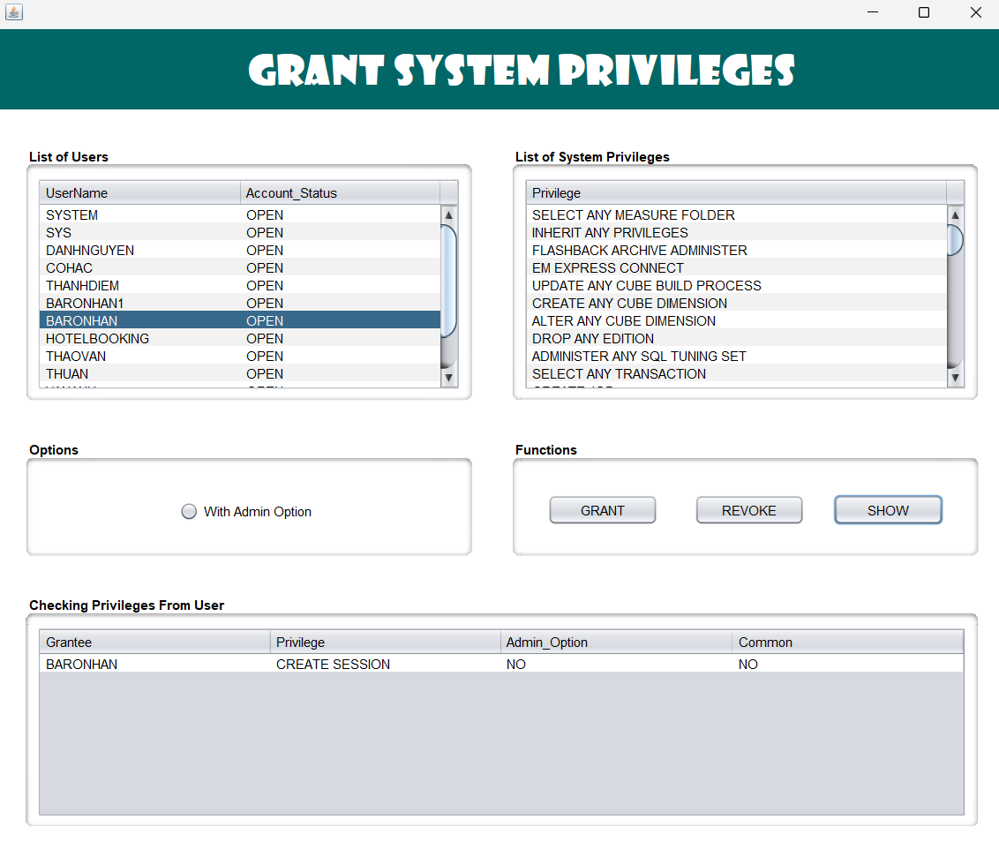 GRANT SYSTEM PRIVILEGES
List of Users
UserName Account_Status
SYSTEM OPEN
SYS OPEN
DANHNGUYEN OPEN
COHAC OPEN
THANHDIEM OPEN
BARONHAN1 OPEN
BARONHAN OPEN
HOTELBOOKING OPEN
THAOVAN OPEN
THUAN OPEN
List of System Privileges
Privilege
SELECT ANY MEASURE FOLDER
INHERIT ANY PRIVILEGES
FLASHBACK ARCHIVE ADMINISTER
EM EXPRESS CONNECT
UPDATE ANY CUBE BUILD PROCESS
CREATE ANY CUBE DIMENSION
ALTER ANY CUBE DIMENSION
DROP ANY EDITION
ADMINISTER ANY SQL TUNING SET
SELECT ANY TRANSACTION
Options
With Admin Option
Functions
GRANT REVOKE SHOW
Checking Privileges From User
Grantee Privilege Admin_Option Common
BARONHAN CREATE SESSION NO NO